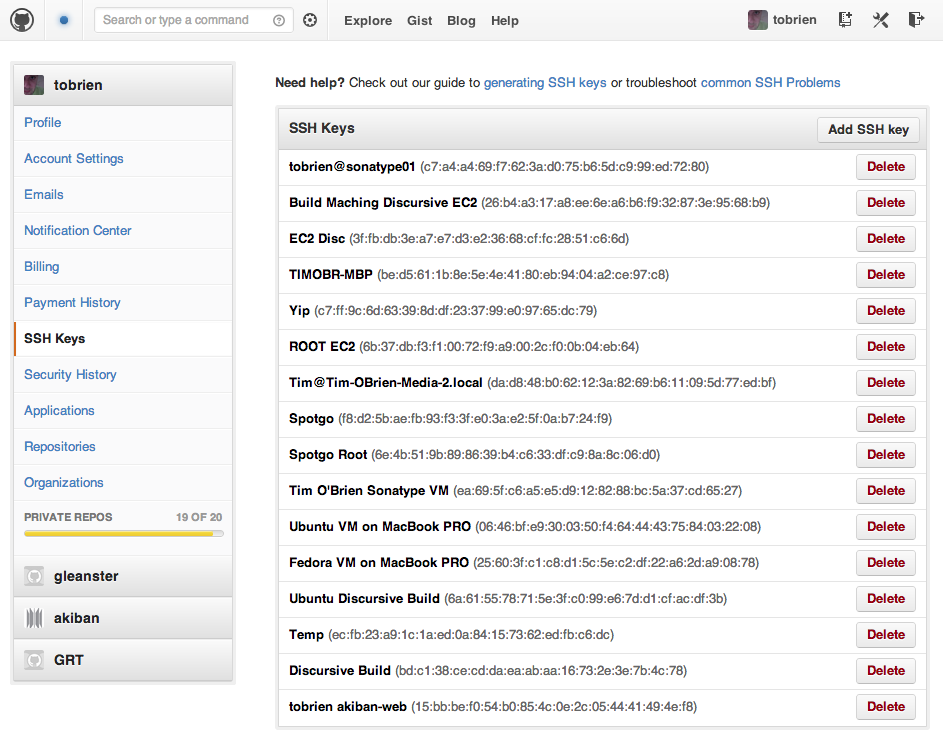 Search or type a command
Explore Gist Blog Help
tobrien
tobrien
Profile
Account Settings
Emails
Notification Center
Billing
Payment History
SSH Keys
Security History
Applications
Repositories
Organizations
PRIVATE REPOS 19 OF 20
gleanster
akiban
GRT
Need help? Check out our guide to generating SSH keys or troubleshoot common SSH Problems
SSH Keys Add SSH key
tobrien@sonatype01 (c7:a4:a4:69:f7:62:3a:d0:75:b6:5d:c9:99:ed:72:80) Delete
Build Maching Discursive EC2 (26:b4:a3:17:a8:ee:6e:a6:b6:f9:32:87:3e:95:68:b9) Delete
EC2 Disc (3f:fb:db:3e:a7:e7:d3:e2:36:68:cf:fc:28:51:c6:6d) Delete
TIMOBR-MBP (be:d5:61:1b:8e:5e:4e:41:80:eb:94:04:a2:ce:97:c8) Delete
Yip (c7:ff:9c:6d:63:39:8d:df:23:37:99:e0:97:65:dc:79) Delete
ROOT EC2 (6b:37:db:f3:f1:00:72:f9:a9:00:2c:f0:0b:04:eb:64) Delete
Tim@Tim-OBrien-Media-2.local (da:d8:48:b0:62:12:3a:82:69:b6:11:09:5d:77:ed:bf) Delete
Spotgo (f8:d2:5b:ae:fb:93:f3:3f:e0:3a:e2:5f:0a:b7:24:f9) Delete
Spotgo Root (6e:4b:51:9b:89:86:39:b4:c6:33:df:c9:8a:8c:06:d0) Delete
Tim O'Brien Sonatype VM (ea:69:5f:c6:a5:e5:d9:12:82:88:bc:5a:37:cd:65:27) Delete
Ubuntu VM on MacBook PRO (06:46:bf:e9:30:03:50:f4:64:44:43:75:84:03:22:08) Delete
Fedora VM on MacBook PRO (25:60:3f:c1:c8:d1:5c:5e:c2:df:22:a6:2d:a9:08:78) Delete
Ubuntu Discursive Build (6a:61:55:78:71:5e:3f:c0:99:e6:7d:d1:cf:ac:df:3b) Delete
Temp (ec:fb:23:a9:1c:1a:ed:0a:84:15:73:62:ed:fb:c6:dc) Delete
Discursive Build (bd:c1:38:ce:cd:da:ea:ab:aa:16:73:2e:3e:7b:4c:78) Delete
tobrien akiban-web (15:bb:be:f0:54:b0:85:4c:0e:2c:05:44:41:49:4e:f8) Delete